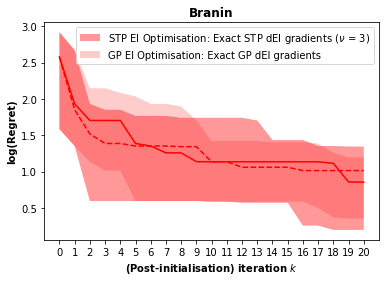 Branin
STP EI Optimisation: Exact STP dEI gradients (ν = 3)
GP EI Optimisation: Exact GP dEI gradients
log(Regret)
3.0
2.5
2.0
1.5
1.0
0.5
0 1 2 3 4 5 6 7 8 9 10 11 12 13 14 15 16 17 18 19 20
(Post-initialisation) iteration k